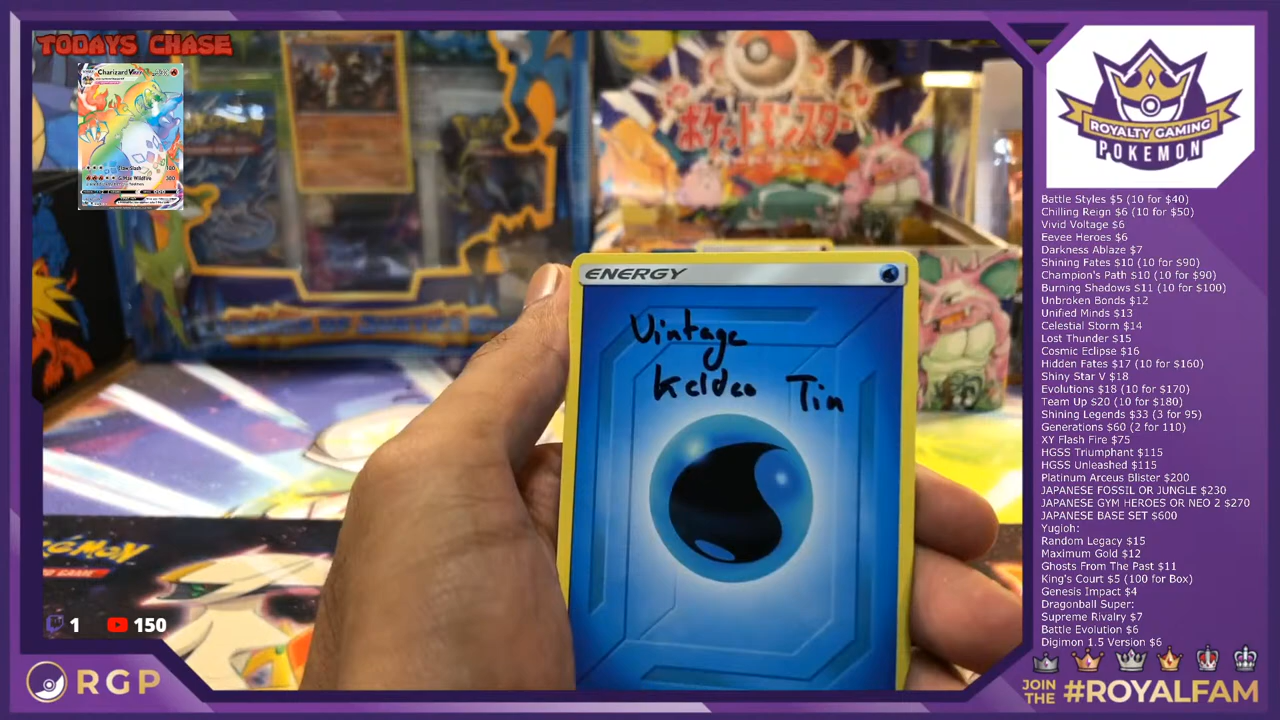 TODAYS CHASE
Charizard
G-Max Wildfire
300
ポケットモンスター
ENERGY
Vintage
Keldeo Tin
1
150
RGP
ROYALTY GAMING
POKEMON
Battle Styles $5 (10 for $40)
Chilling Reign $6 (10 for $50)
Vivid Voltage $6
Eevee Heroes $6
Darkness Ablaze $7
Shining Fates $10 (10 for $90)
Champion's Path $10 (10 for $90)
Burning Shadows $11 (10 for $100)
Unbroken Bonds $12
Unified Minds $13
Celestial Storm $14
Lost Thunder $15
Cosmic Eclipse $16
Hidden Fates $17 (10 for $160)
Shiny Star V $18
Evolutions $18 (10 for $170)
Team Up $20 (10 for $180)
Shining Legends $33 (3 for 95)
Generations $60 (2 for 110)
XY Flash Fire $75
HGSS Triumphant $115
HGSS Unleashed $115
Platinum Arceus Blister $200
JAPANESE FOSSIL OR JUNGLE $230
JAPANESE GYM HEROES OR NEO 2 $270
JAPANESE BASE SET $600
Yugioh:
Random Legacy $15
Maximum Gold $12
Ghosts From The Past $11
King's Court $5 (100 for Box)
Genesis Impact $4
Dragonball Super:
Supreme Rivalry $7
Battle Evolution $6
Digimon 1.5 Version $6
JOIN
THE #ROYALFAM